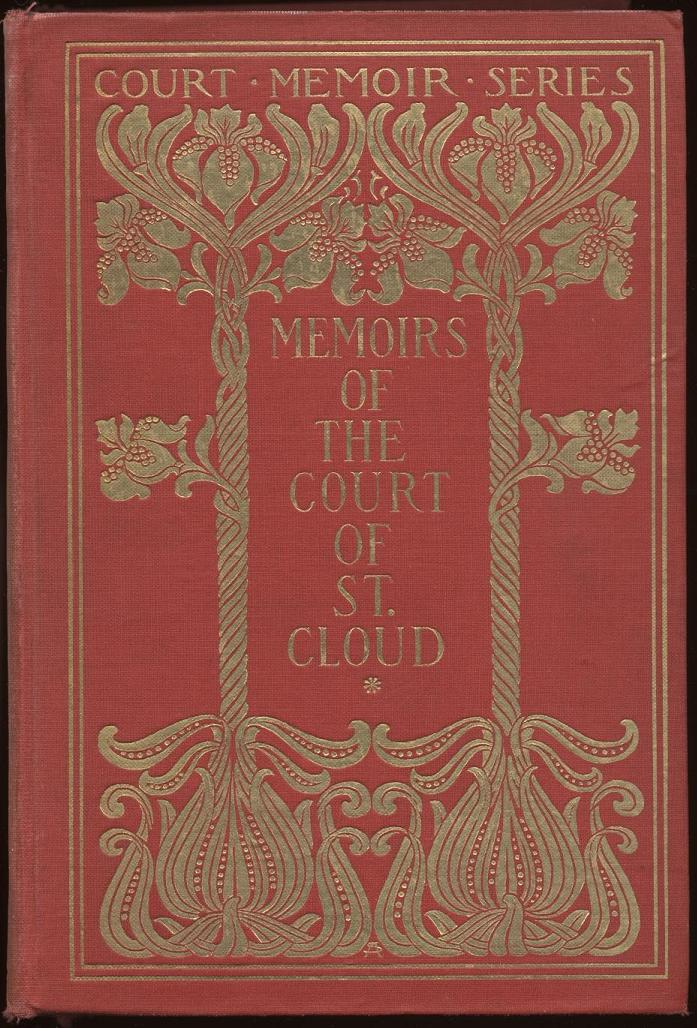 COURT · MEMOIR · SERIES
MEMOIRS
OF
THE
COURT
OF
ST.
CLOUD
*